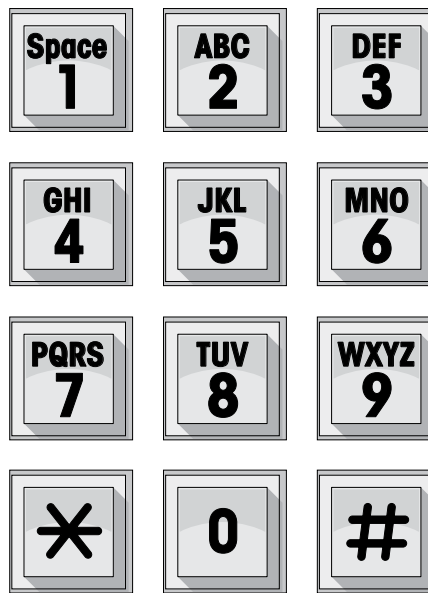 Space ABC DEF
1 2 3
GHI JKL MNO
4 5 6
PQRS TUV WXYZ
7 8 9
* 0 #